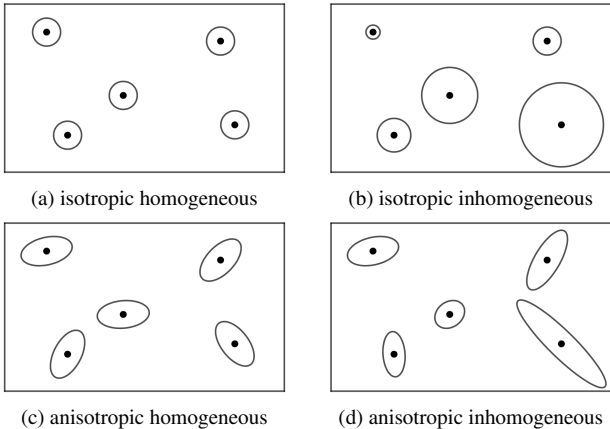 (a) isotropic homogeneous
(b) isotropic inhomogeneous
(c) anisotropic homogeneous
(d) anisotropic inhomogeneous